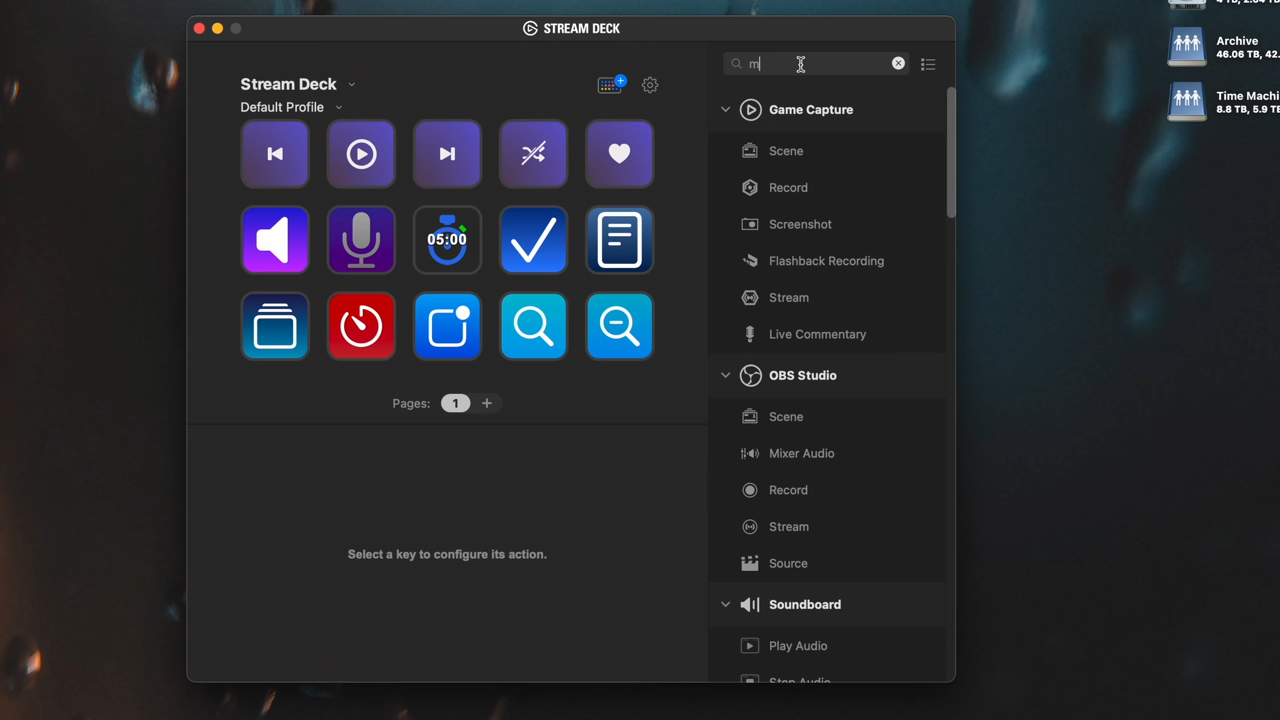 STREAM DECK
Stream Deck
Default Profile
05:00
Pages: 1 +
Select a key to configure its action.
m
Game Capture
Scene
Record
Screenshot
Flashback Recording
Stream
Live Commentary
OBS Studio
Scene
Mixer Audio
Record
Stream
Source
Soundboard
Play Audio
Stop Audio
Archive
46.06 TB, 42.
Time Machi
8.8 TB, 5.9 T